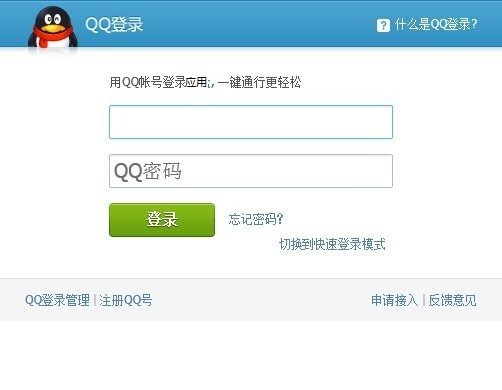 QQ登录
什么是QQ登录?
用QQ帐号登录应用:, 一键通行更轻松
QQ密码
登录
忘记密码?
切换到快速登录模式
QQ登录管理 | 注册QQ号
申请接入 | 反馈意见